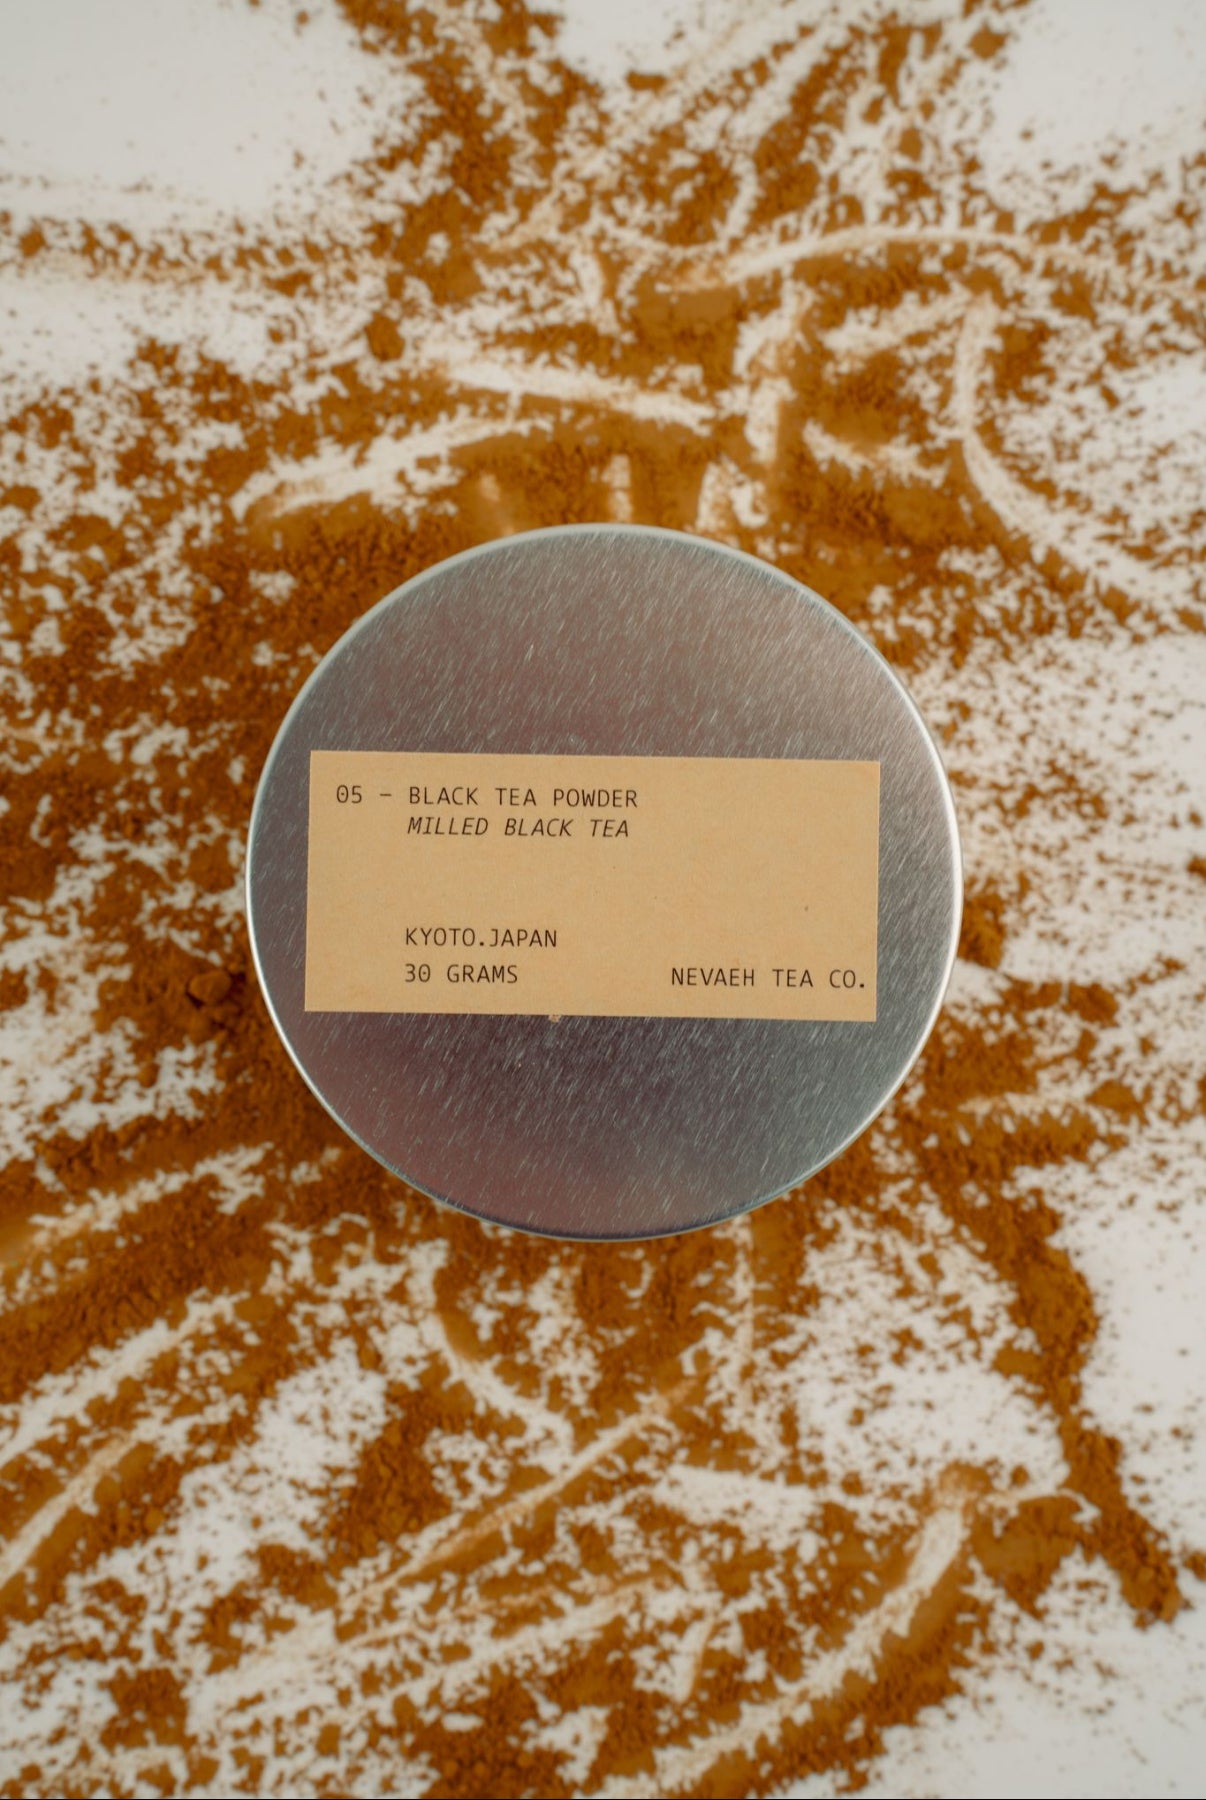 05 – BLACK TEA POWDER
MILLED BLACK TEA
KYOTO.JAPAN
30 GRAMS
NEVAEH TEA CO.